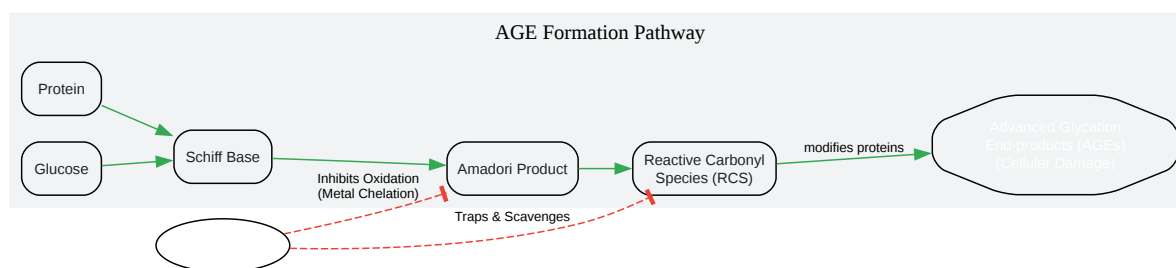 AGE Formation Pathway
Protein
Glucose
Schiff Base
Inhibits Oxidation
(Metal Chelation)
Amadori Product
Traps & Scavenges
Reactive Carbonyl
Species (RCS)
modifies proteins
Advanced Glycation
End-products (AGEs)
(Cellular Damage)